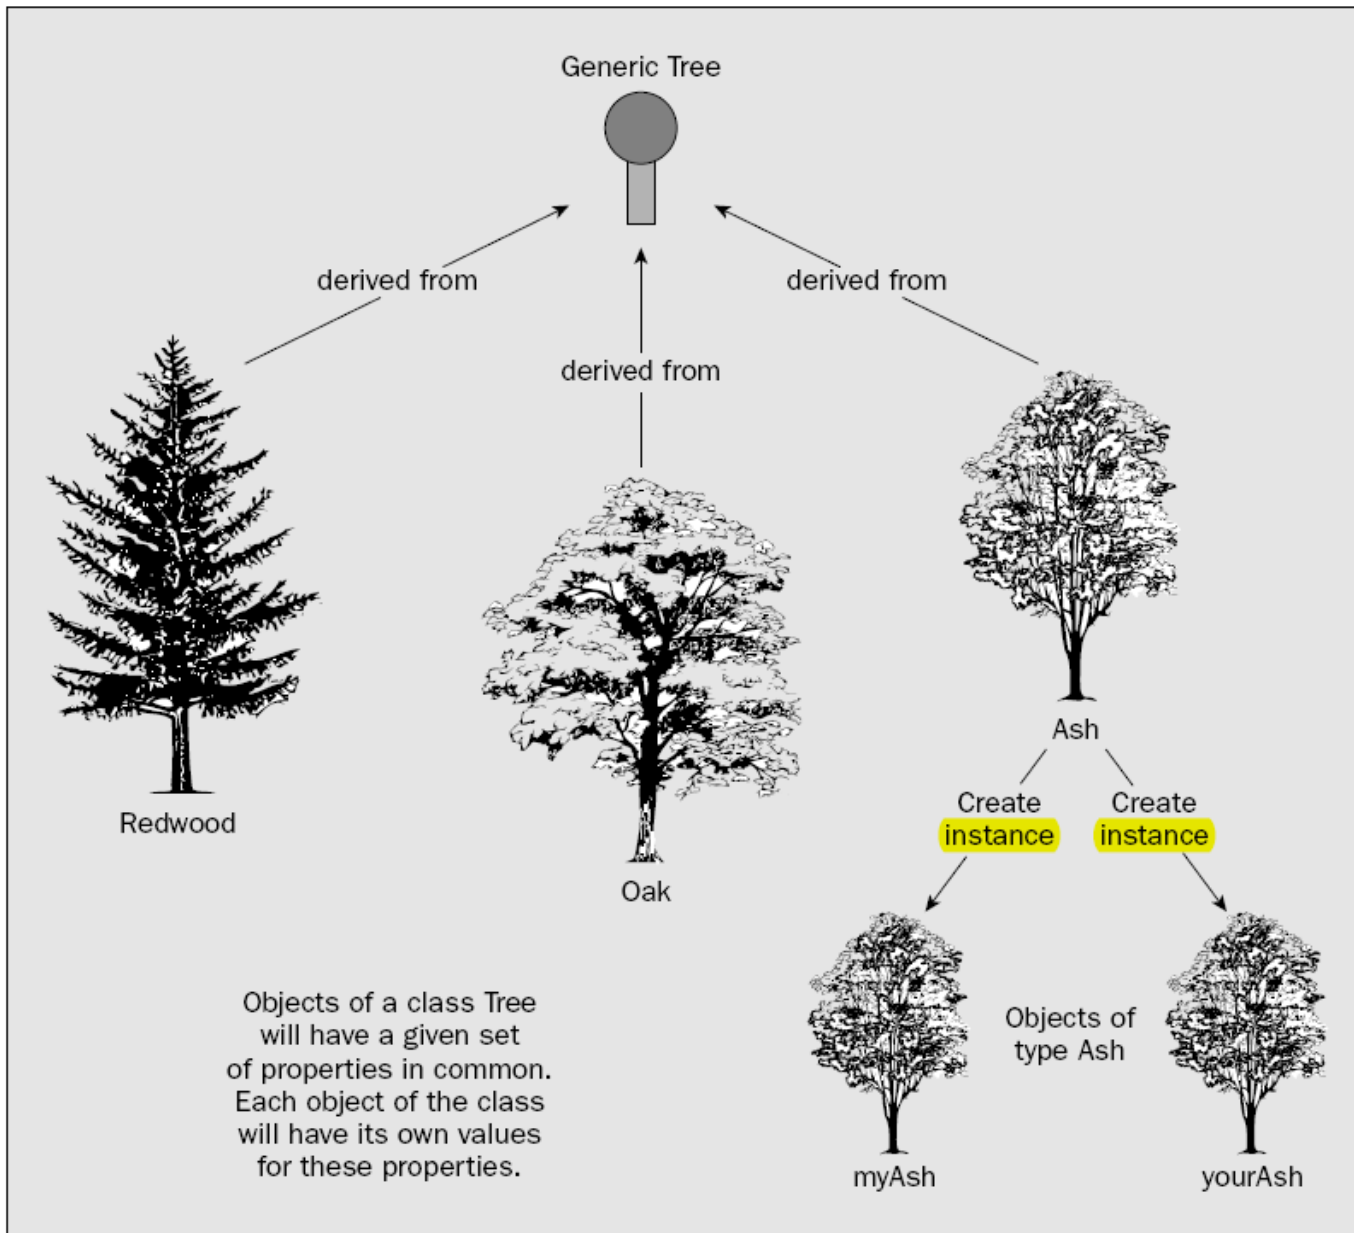 Generic Tree
derived from
derived from
derived from
Redwood
Oak
Ash
Create
instance
Create
instance
Objects of a class Tree
will have a given set
of properties in common.
Each object of the class
will have its own values
for these properties.
Objects of
type Ash
myAsh
yourAsh